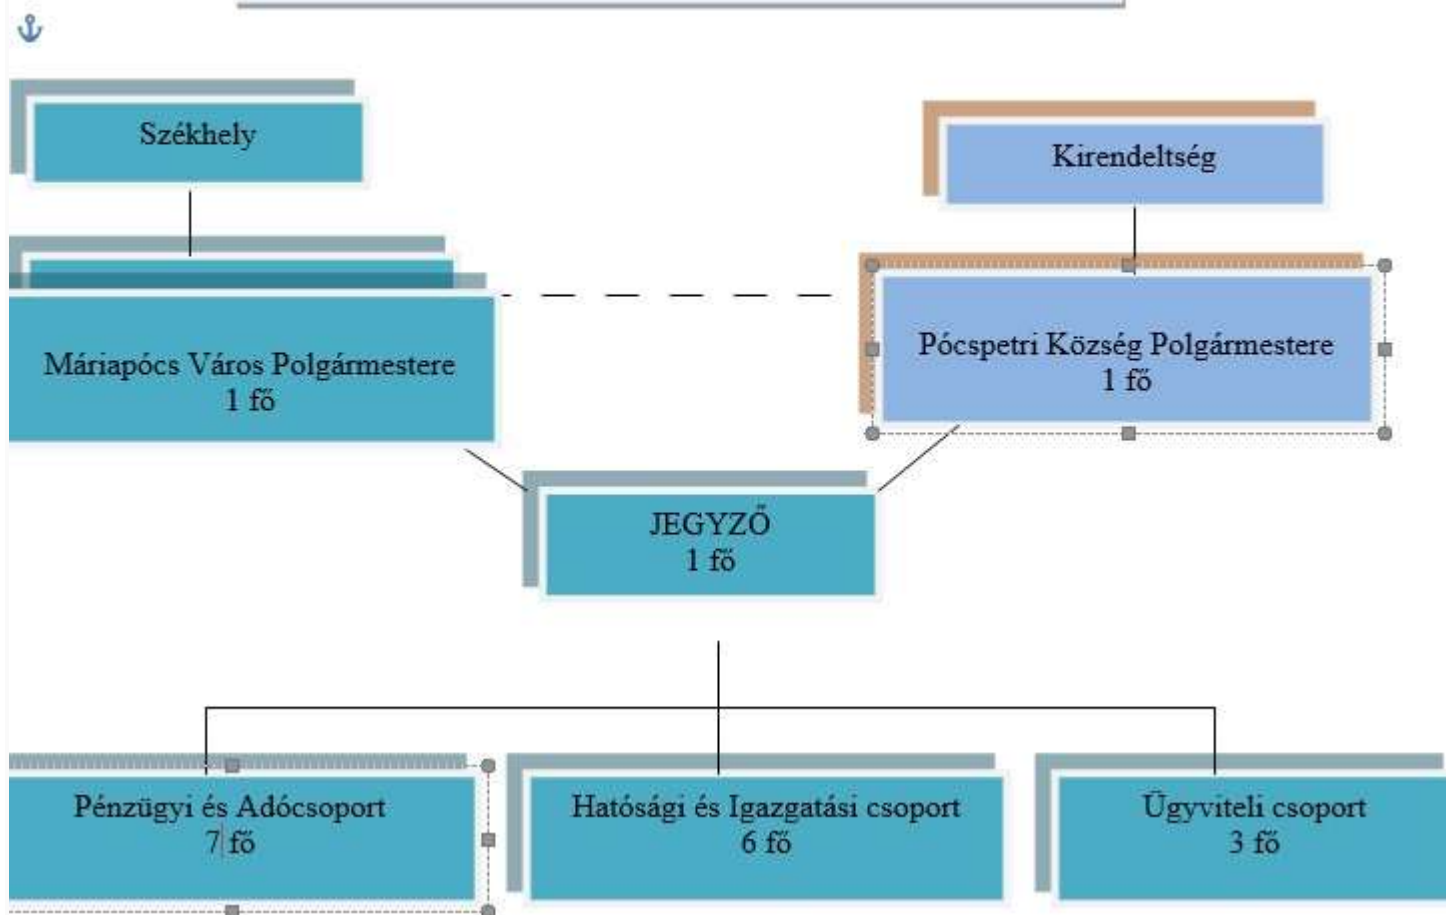 Székhely
Kirendeltség
Máriapócs Város Polgármestere
1 fő
Pócspetri Község Polgármestere
1 fő
JEGYZŐ
1 fő
Pénzügyi és Adócsoport
7 fő
Hatósági és Igazgatási csoport
6 fő
Ügyviteli csoport
3 fő